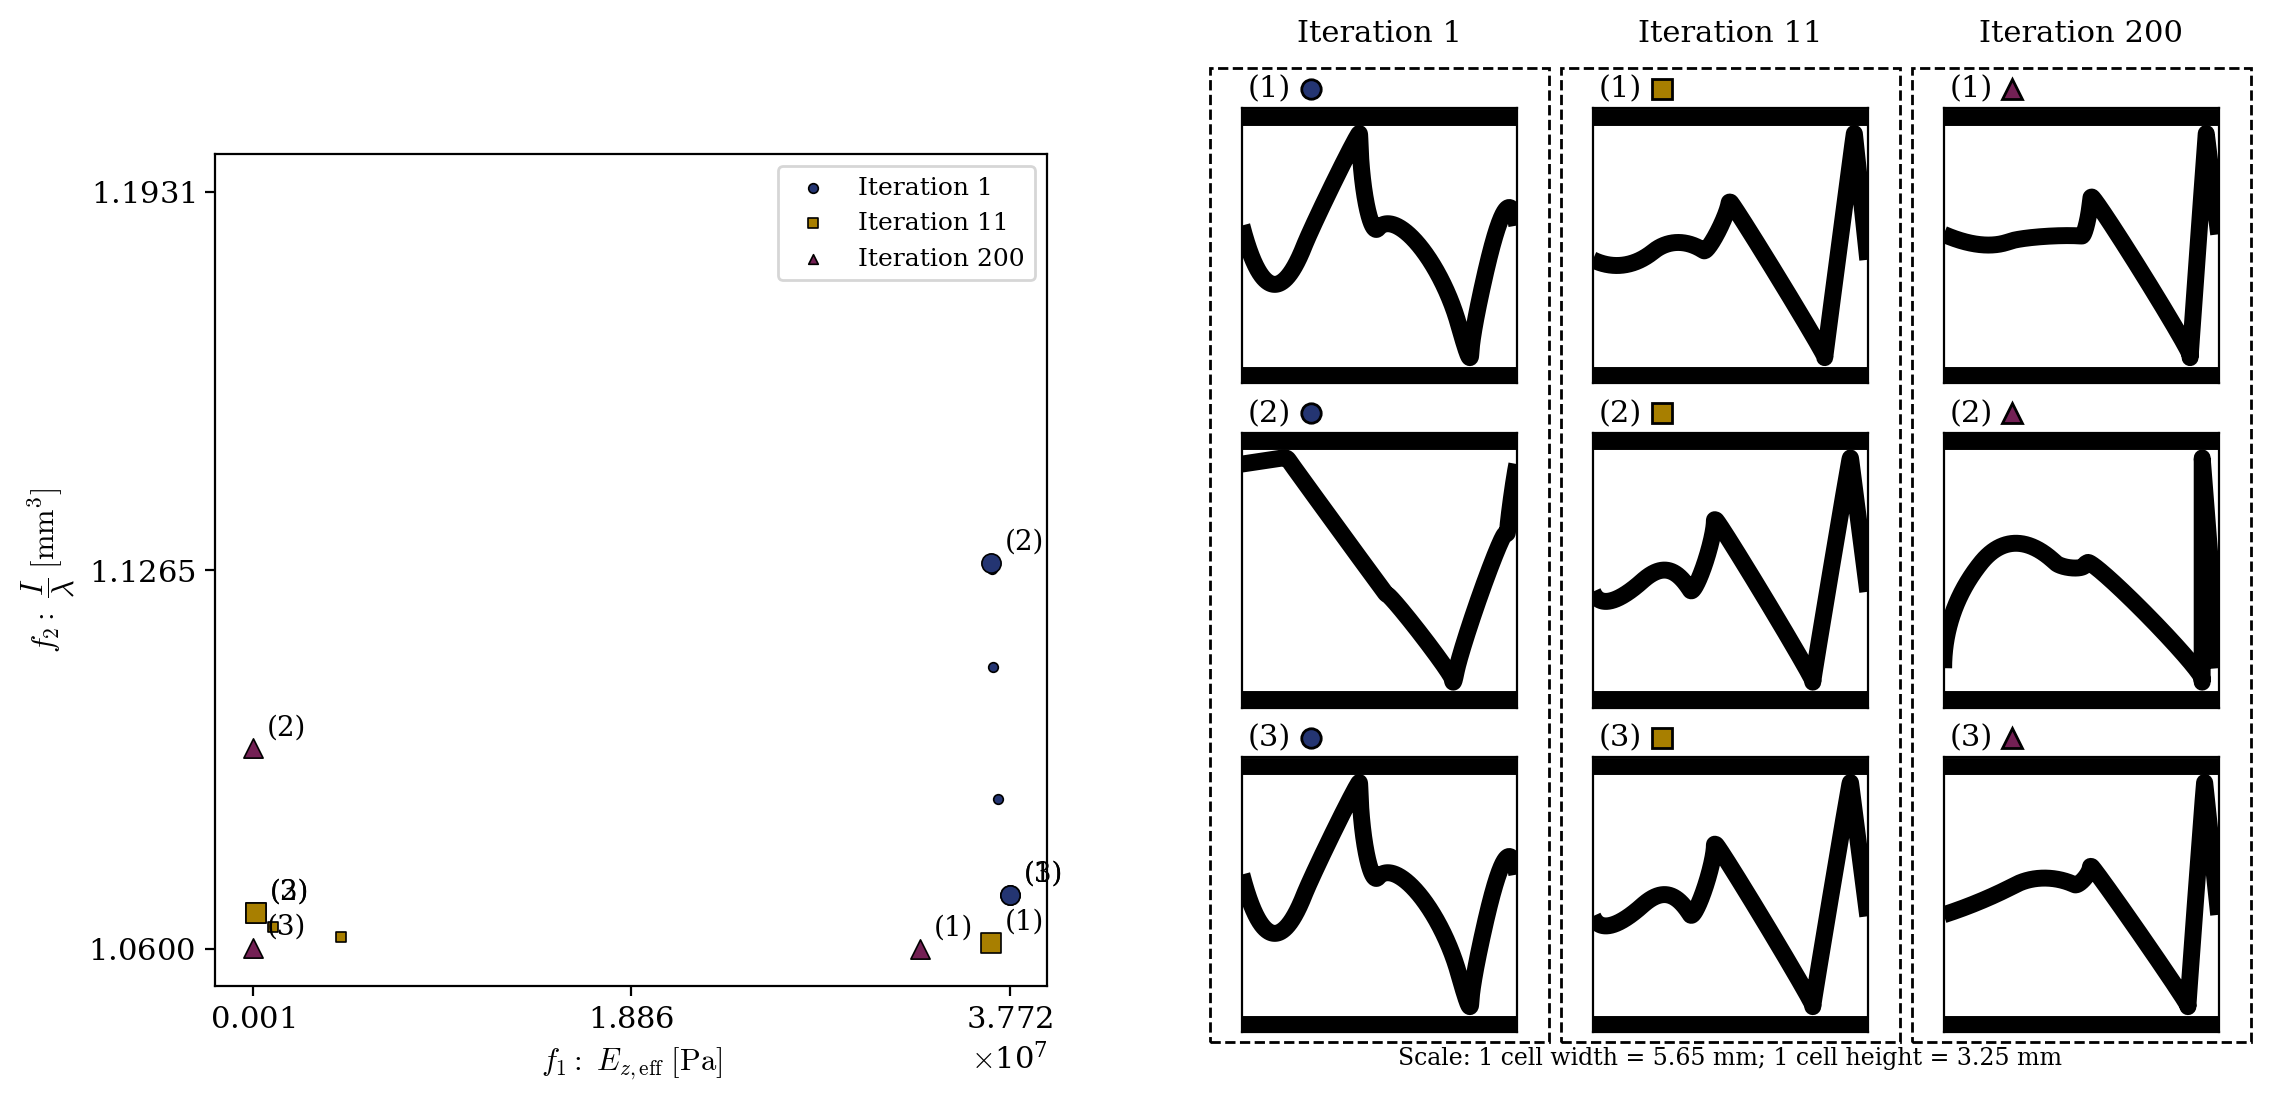 Iteration 1
Iteration 11
Iteration 200
(1)
(1)
(1)
(2)
(2)
(2)
(3)
(3)
(3)
Scale: 1 cell width = 5.65 mm; 1 cell height = 3.25 mm
1.1931
1.1265
1.0600
f₂ : I/λ [mm³]
Iteration 1
Iteration 11
Iteration 200
(2)
(2)
(3)
(3)
(1)
(1)
0.001
1.886
3.772
×10⁷
f₁ : E_z,eff [Pa]